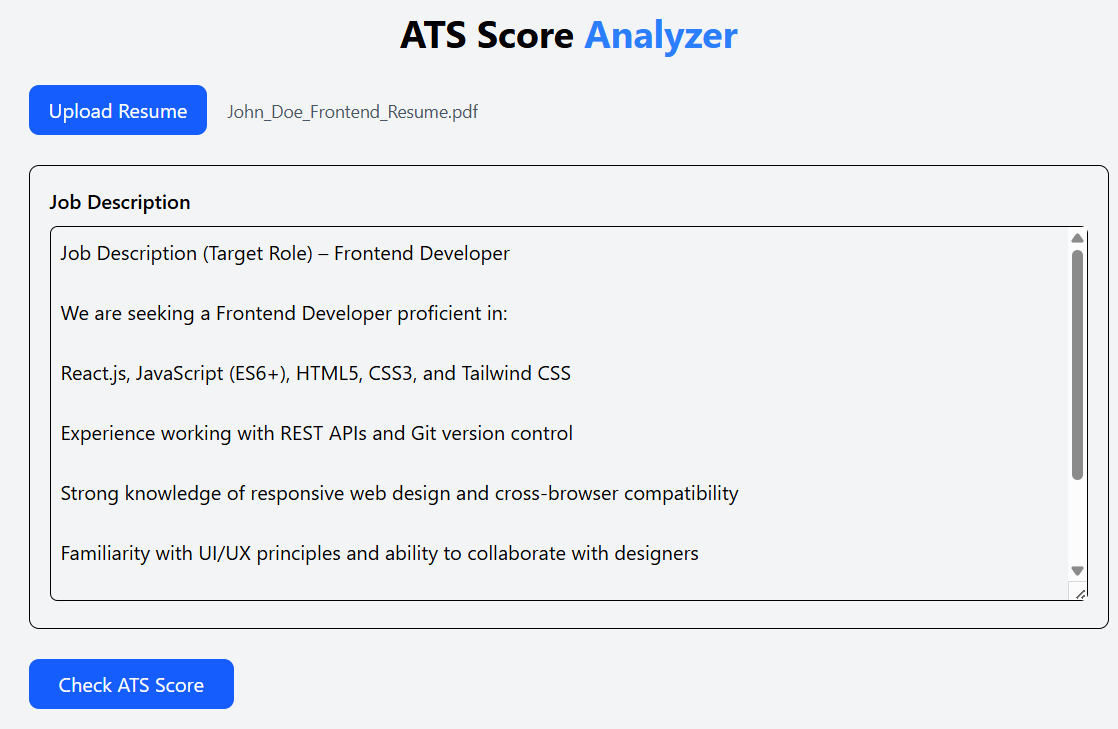 ATS Score Analyzer
Upload Resume John_Doe_Frontend_Resume.pdf
Job Description
Job Description (Target Role) – Frontend Developer
We are seeking a Frontend Developer proficient in:
React.js, JavaScript (ES6+), HTML5, CSS3, and Tailwind CSS
Experience working with REST APIs and Git version control
Strong knowledge of responsive web design and cross-browser compatibility
Familiarity with UI/UX principles and ability to collaborate with designers
Check ATS Score